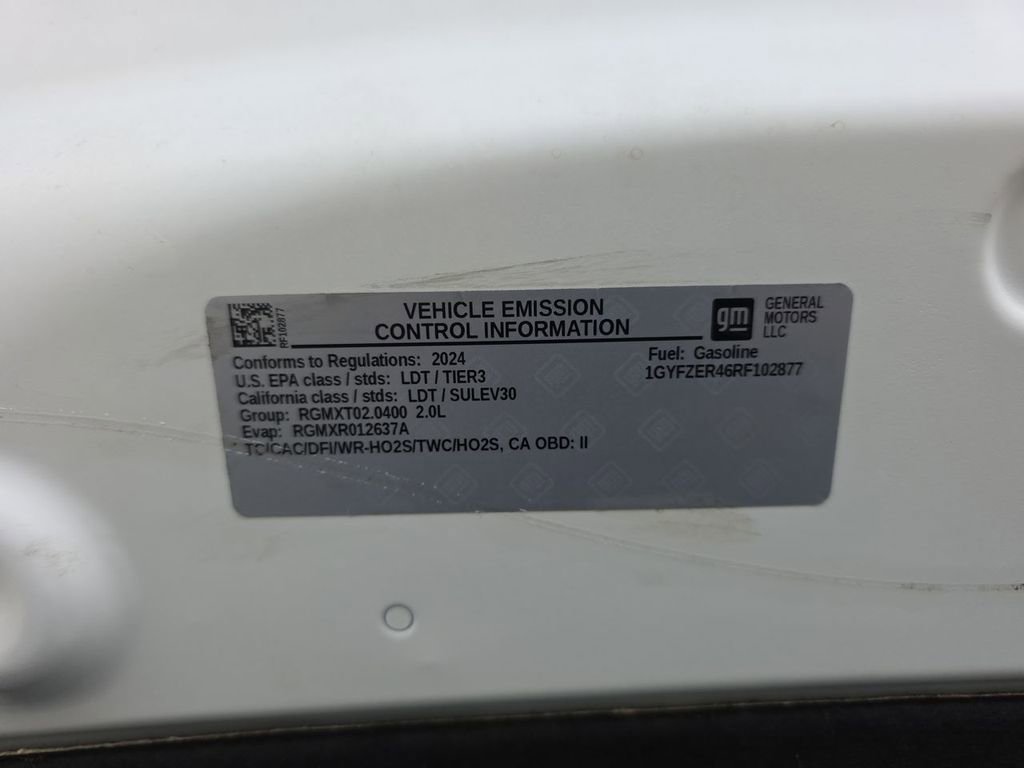 VEHICLE EMISSION
CONTROL INFORMATION
RF102877
gm
GENERAL
MOTORS
LLC
Conforms to Regulations: 2024
U.S. EPA class / stds: LDT / TIER3
California class / stds: LDT / SULEV30
Group: RGMXT02.0400 2.0L
Evap: RGMXR012637A
TC/CAC/DFI/WR-HO2S/TWC/HO2S, CA OBD: II
Fuel: Gasoline
1GYFZER46RF102877